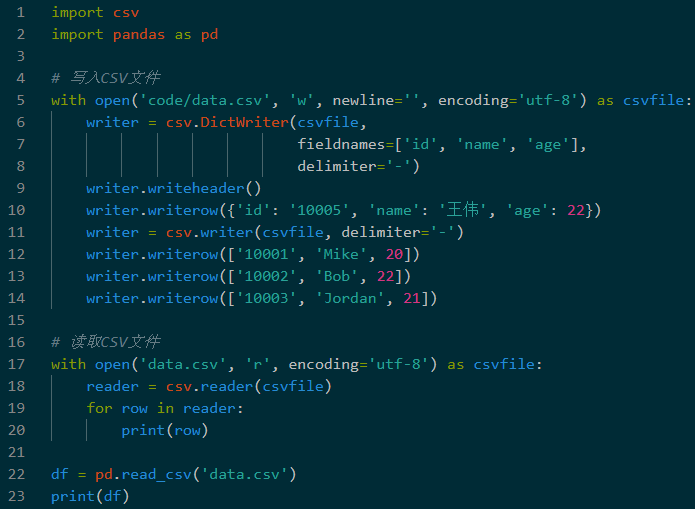 1 import csv
2 import pandas as pd
3
4 # 写入CSV文件
5 with open('code/data.csv', 'w', newline='', encoding='utf-8') as csvfile:
6     writer = csv.DictWriter(csvfile,
7                             fieldnames=['id', 'name', 'age'],
8                             delimiter='-')
9     writer.writeheader()
10     writer.writerow({'id': '10005', 'name': '王伟', 'age': 22})
11     writer = csv.writer(csvfile, delimiter='-')
12     writer.writerow(['10001', 'Mike', 20])
13     writer.writerow(['10002', 'Bob', 22])
14     writer.writerow(['10003', 'Jordan', 21])
15
16 # 读取CSV文件
17 with open('data.csv', 'r', encoding='utf-8') as csvfile:
18     reader = csv.reader(csvfile)
19     for row in reader:
20         print(row)
21
22 df = pd.read_csv('data.csv')
23 print(df)